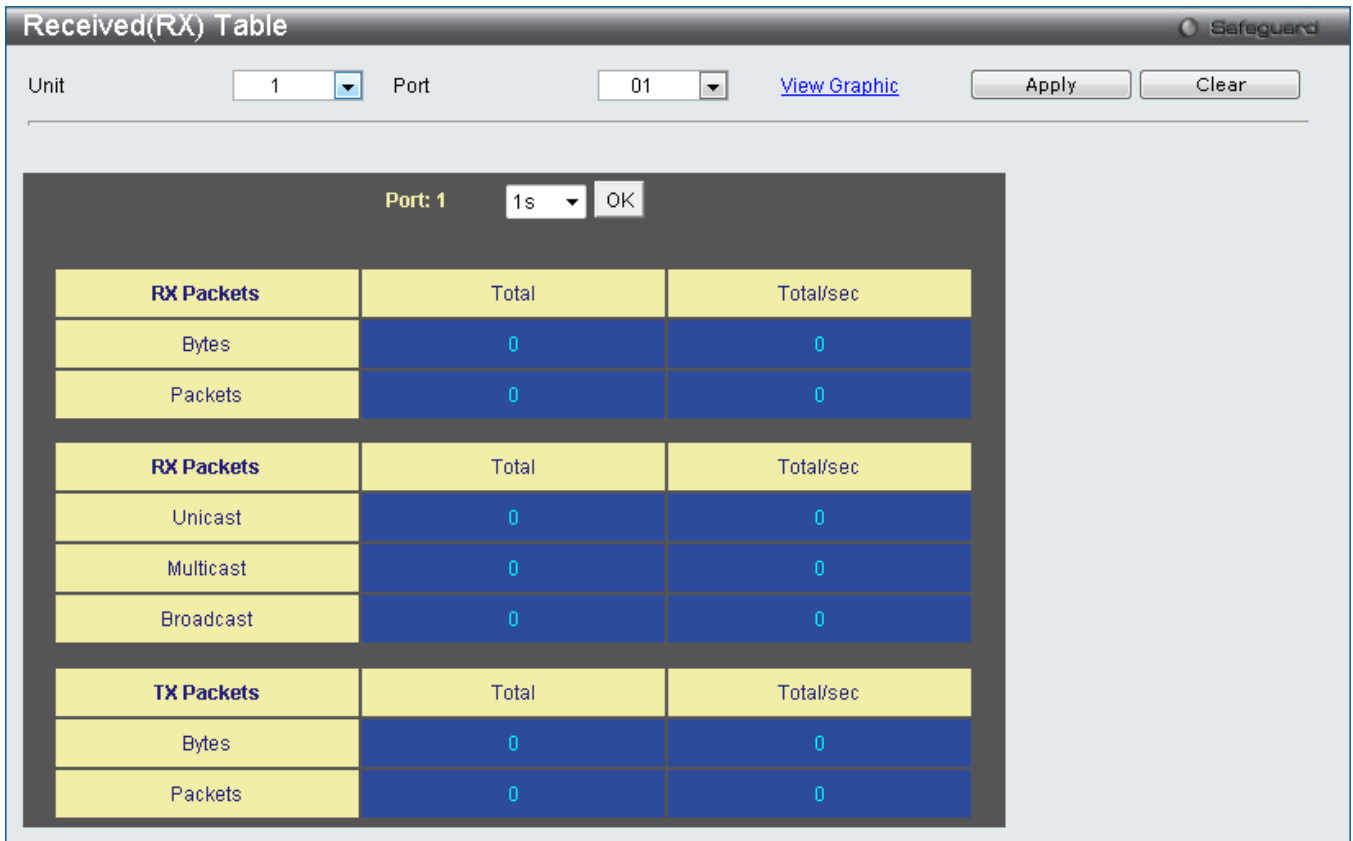 Received(RX) Table Safeguard
Unit 1 Port 01 View Graphic Apply Clear
Port: 1 1s OK
RX Packets Total Total/sec
Bytes 0 0
Packets 0 0
RX Packets Total Total/sec
Unicast 0 0
Multicast 0 0
Broadcast 0 0
TX Packets Total Total/sec
Bytes 0 0
Packets 0 0